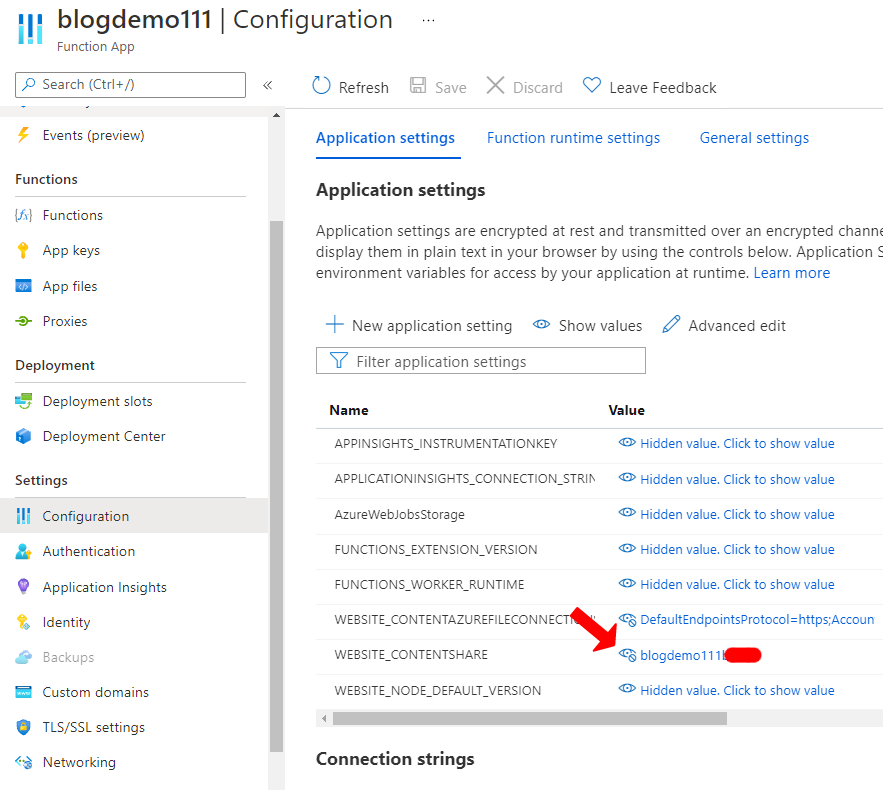 blogdemo111 | Configuration ...
Function App
Search (Ctrl+/)
«
Refresh
Save
Discard
Leave Feedback
Events (preview)
Functions
Functions
App keys
App files
Proxies
Deployment
Deployment slots
Deployment Center
Settings
Configuration
Authentication
Application Insights
Identity
Backups
Custom domains
TLS/SSL settings
Networking
Application settings
Function runtime settings
General settings
Application settings
Application settings are encrypted at rest and transmitted over an encrypted channe
display them in plain text in your browser by using the controls below. Application S
environment variables for access by your application at runtime. Learn more
New application setting
Show values
Advanced edit
Filter application settings
Name Value
APPINSIGHTS_INSTRUMENTATIONKEY Hidden value. Click to show value
APPLICATIONINSIGHTS_CONNECTION_STRIN Hidden value. Click to show value
AzureWebJobsStorage Hidden value. Click to show value
FUNCTIONS_EXTENSION_VERSION Hidden value. Click to show value
FUNCTIONS_WORKER_RUNTIME Hidden value. Click to show value
WEBSITE_CONTENTAZUREFILECONNECTION DefaultEndpointsProtocol=https;Accoun
WEBSITE_CONTENTSHARE blogdemo111
WEBSITE_NODE_DEFAULT_VERSION Hidden value. Click to show value
Connection strings